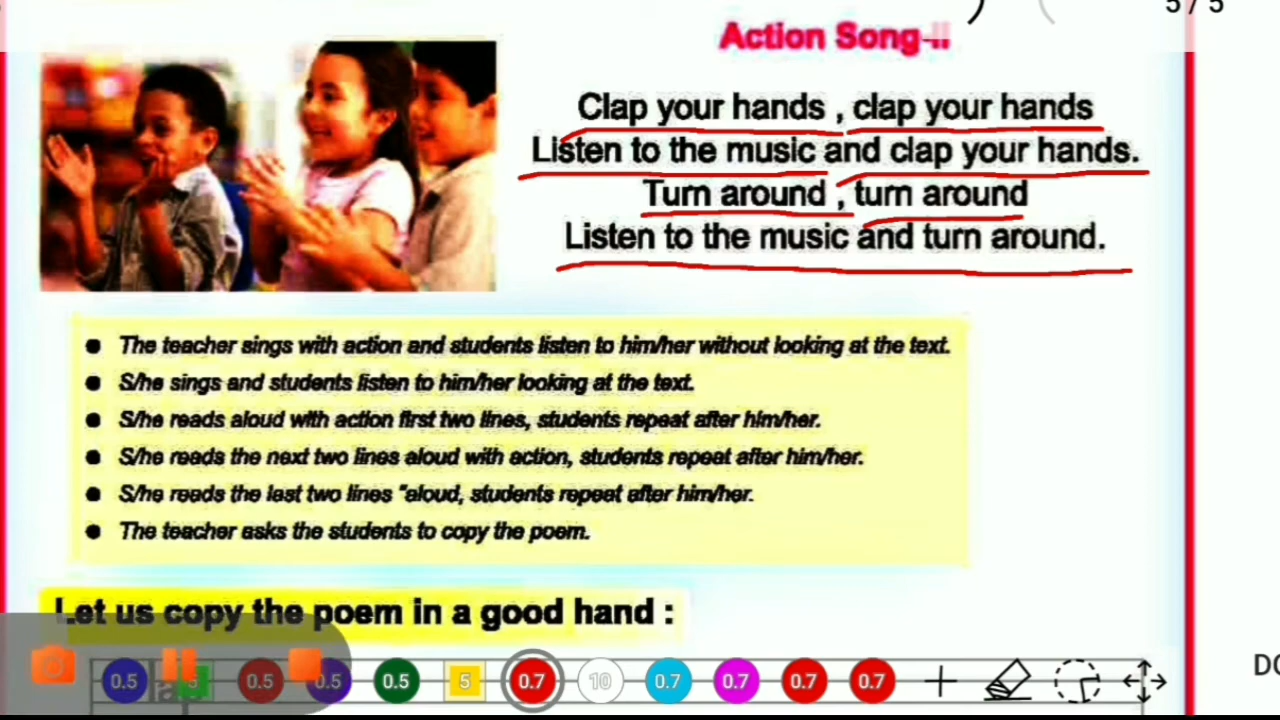 5 / 5
Action Song-II
Clap your hands , clap your hands
Listen to the music and clap your hands.
Turn around , turn around
Listen to the music and turn around.
The teacher sings with action and students listen to him/her without looking at the text.
S/he sings and students listen to him/her looking at the text.
S/he reads aloud with action first two lines, students repeat after him/her.
S/he reads the next two lines aloud with action, students repeat after him/her.
S/he reads the last two lines "aloud, students repeat after him/her.
The teacher asks the students to copy the poem.
Let us copy the poem in a good hand :
0.5 5 0.5 0.5 0.5 5 0.7 10 0.7 0.7 0.7 0.7